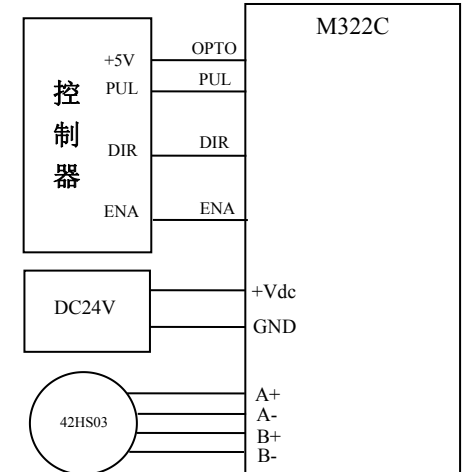 M322C
控制器
+5V
OPTO
PUL
PUL
DIR
DIR
ENA
ENA
DC24V
+Vdc
GND
42HS03
A+
A-
B+
B-